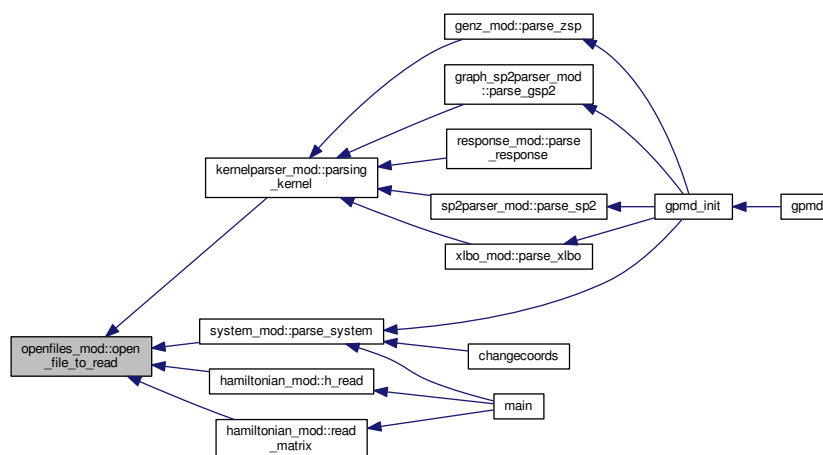 genz_mod::parse_zsp
graph_sp2parser_mod
::parse_gsp2
response_mod::parse
_response
kernelparser_mod::parsing
_kernel
sp2parser_mod::parse_sp2
gpmd_init
gpmd
xlbo_mod::parse_xlbo
system_mod::parse_system
openfiles_mod::open
_file_to_read
changecoords
hamiltonian_mod::h_read
main
hamiltonian_mod::read
_matrix